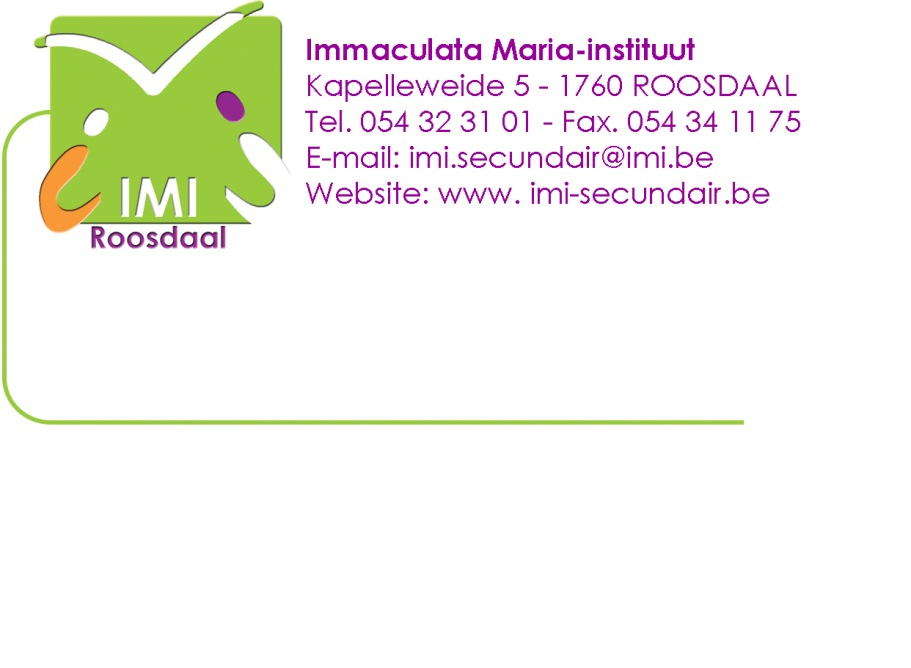 Immaculata Maria-instituut
Kapelleweide 5 - 1760 ROOSDAAL
Tel. 054 32 31 01 - Fax. 054 34 11 75
E-mail: imi.secundair@imi.be
Website: www. imi-secundair.be
IMI
Roosdaal